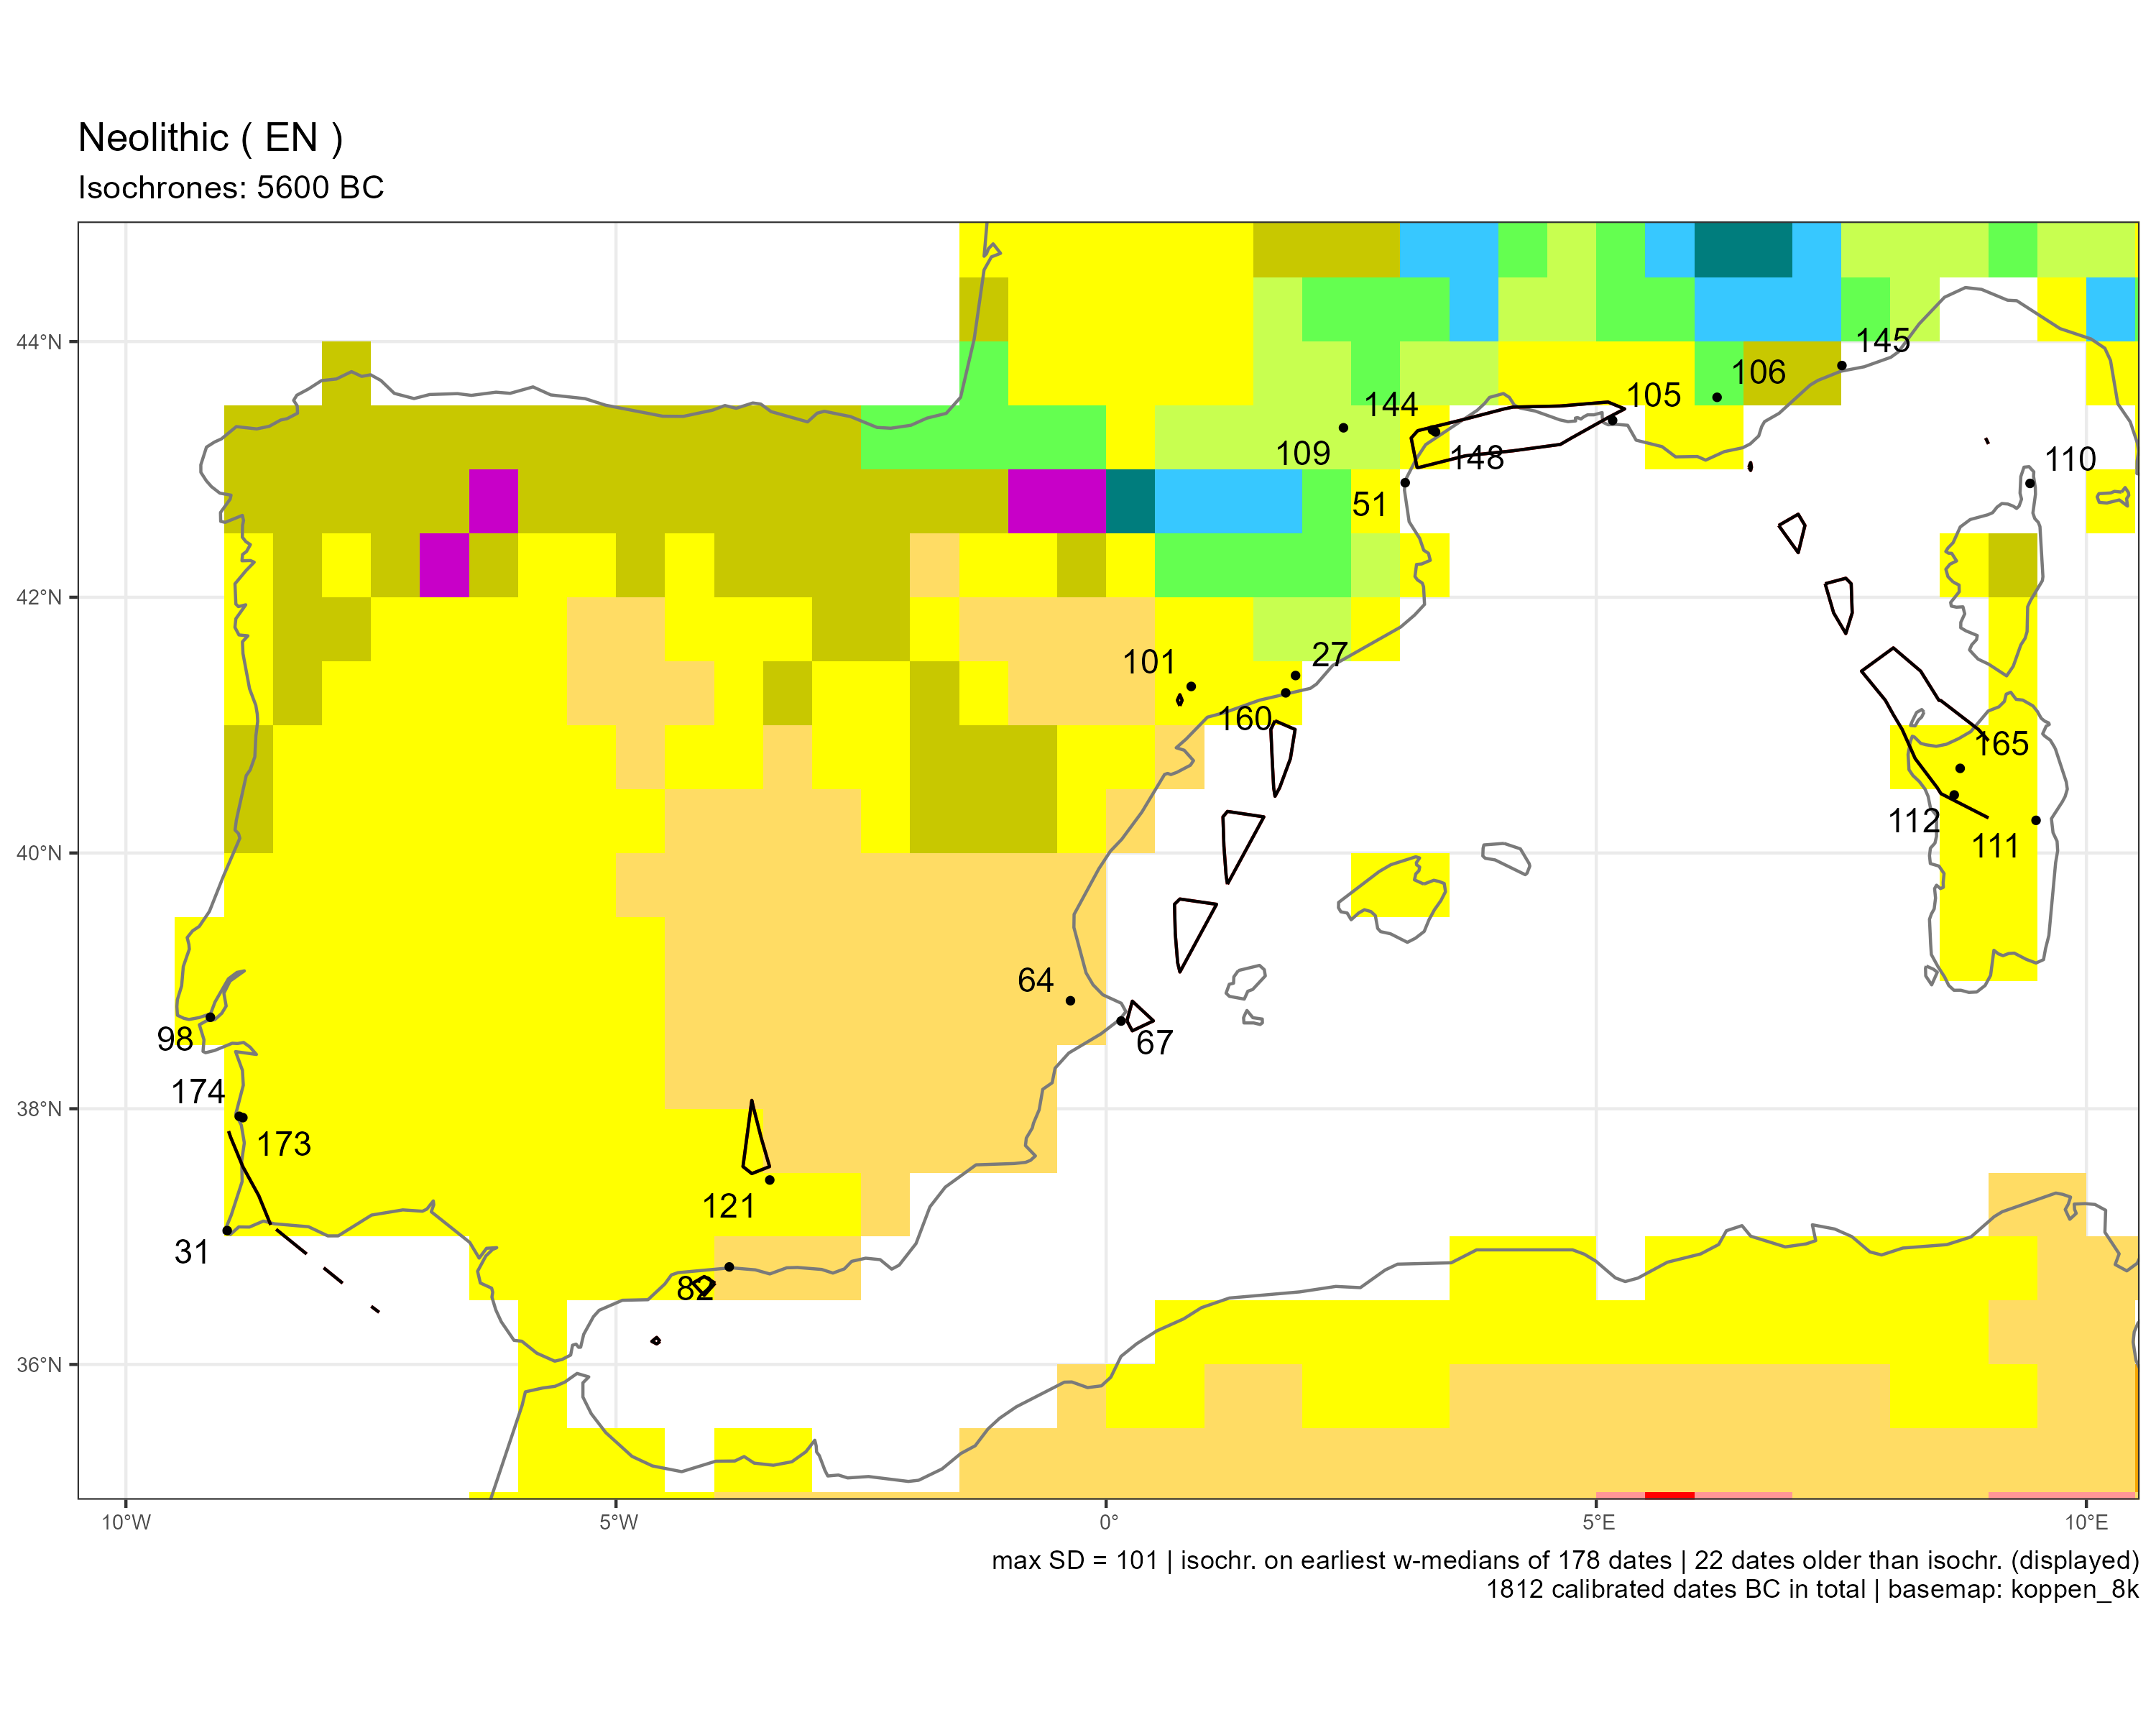 Neolithic ( EN )
Isochrones: 5600 BC
44°N
42°N
40°N
38°N
36°N
145
106
105
144
109
148
110
51
27
101
160
165
112
111
64
67
98
174
173
121
31
82
10°W
5°W
0°
5°E
10°E
max SD = 101 | isochr. on earliest w-medians of 178 dates | 22 dates older than isochr. (displayed)
1812 calibrated dates BC in total | basemap: koppen_8k